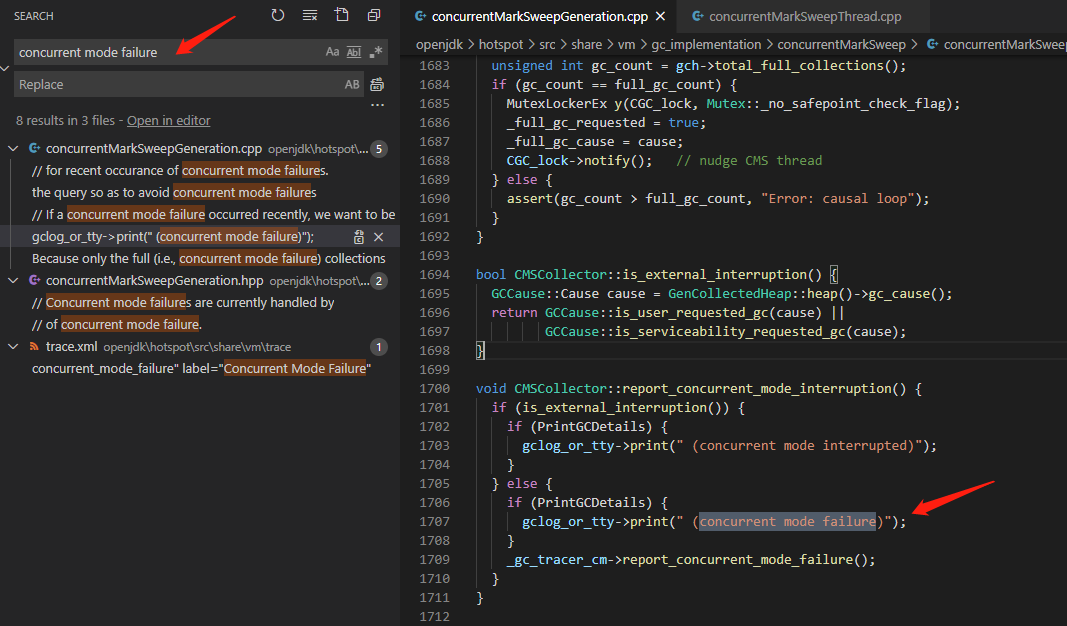 SEARCH
concurrent mode failure
Aa Abl .*
Replace
AB
...
8 results in 3 files - Open in editor
concurrentMarkSweepGeneration.cpp openjdk\hotspot\... 5
// for recent occurance of concurrent mode failures.
the query so as to avoid concurrent mode failures
// If a concurrent mode failure occurred recently, we want to be
gclog_or_tty->print(" (concurrent mode failure)");
Because only the full (i.e., concurrent mode failure) collections
concurrentMarkSweepGeneration.hpp openjdk\hotspot\... 2
// Concurrent mode failures are currently handled by
// of concurrent mode failure.
trace.xml openjdk\hotspot\src\share\vm\trace 1
concurrent_mode_failure" label="Concurrent Mode Failure"
concurrentMarkSweepGeneration.cpp
concurrentMarkSweepThread.cpp
openjdk > hotspot > src > share > vm > gc_implementation > concurrentMarkSweep > concurrentMarkSweep
1683 unsigned int gc_count = gch->total_full_collections();
1684 if (gc_count == full_gc_count) {
1685 MutexLockerEx y(CGC_lock, Mutex::_no_safepoint_check_flag);
1686 _full_gc_requested = true;
1687 _full_gc_cause = cause;
1688 CGC_lock->notify(); // nudge CMS thread
1689 } else {
1690 assert(gc_count > full_gc_count, "Error: causal loop");
1691 }
1692 }
1693
1694 bool CMSCollector::is_external_interruption() {
1695 GCCause::Cause cause = GenCollectedHeap::heap()->gc_cause();
1696 return GCCause::is_user_requested_gc(cause) ||
1697 GCCause::is_serviceability_requested_gc(cause);
1698 }
1699
1700 void CMSCollector::report_concurrent_mode_interruption() {
1701 if (is_external_interruption()) {
1702 if (PrintGCDetails) {
1703 gclog_or_tty->print(" (concurrent mode interrupted)");
1704 }
1705 } else {
1706 if (PrintGCDetails) {
1707 gclog_or_tty->print(" (concurrent mode failure)");
1708 }
1709 _gc_tracer_cm->report_concurrent_mode_failure();
1710 }
1711 }
1712